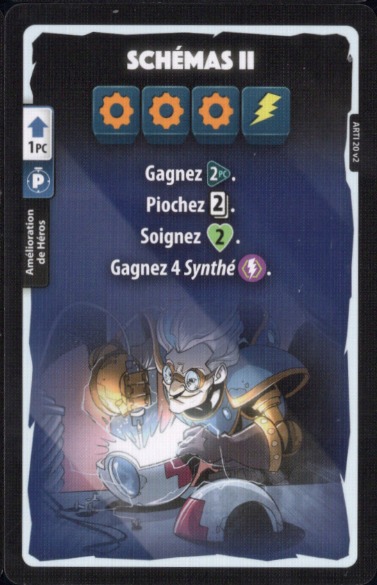 SCHÉMAS II
1PC
P
Amélioration
de Héros
ARTI 20 v2
Gagnez 2PC.
Piochez 2.
Soignez 2.
Gagnez 4 Synthé.